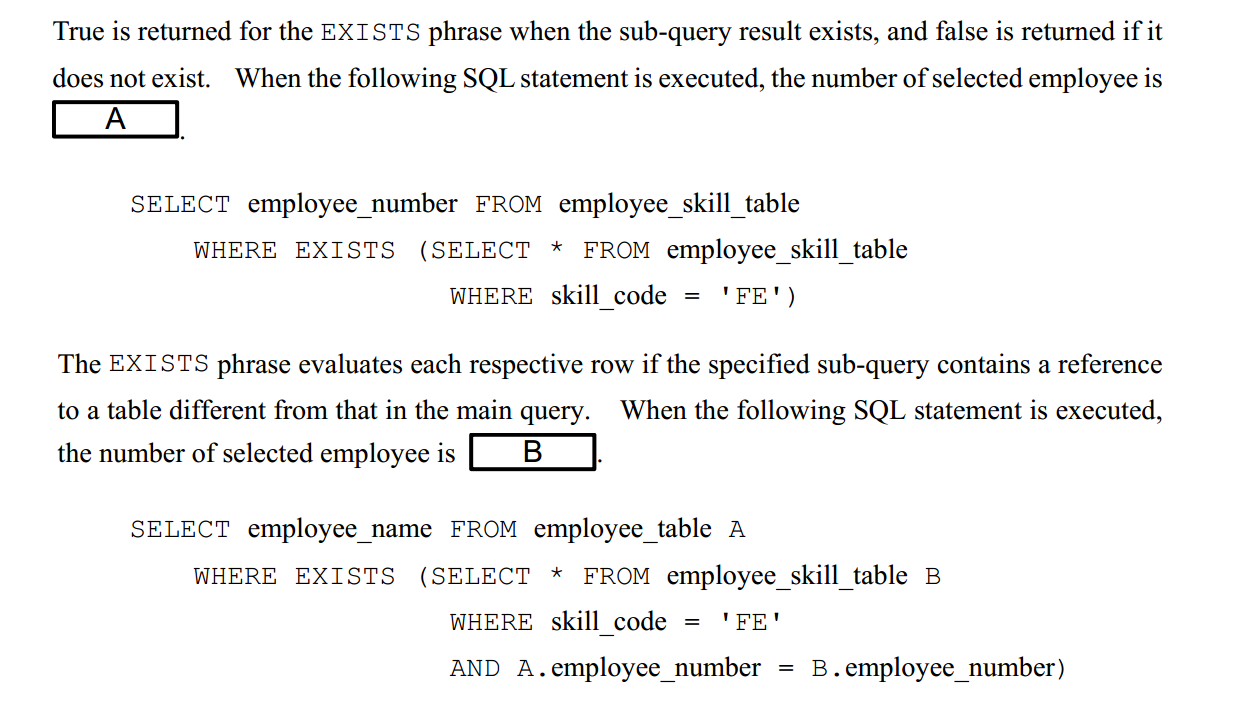 True is returned for the EXISTS phrase when the sub-query result exists, and false is returned if it
does not exist. When the following SQL statement is executed, the number of selected employee is
A.
SELECT employee_number FROM employee_skill_table
WHERE EXISTS (SELECT * FROM employee_skill_table
WHERE skill_code = 'FE')
The EXISTS phrase evaluates each respective row if the specified sub-query contains a reference
to a table different from that in the main query. When the following SQL statement is executed,
the number of selected employee is B.
SELECT employee_name FROM employee_table A
WHERE EXISTS (SELECT * FROM employee_skill_table B
WHERE skill_code = 'FE'
AND A.employee_number = B.employee_number)